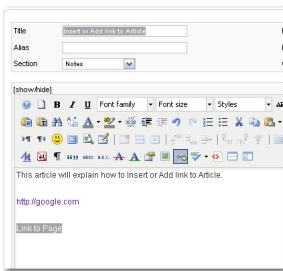 Title Insert or Add link to Article
Alias
Section Notes
[show/hide]
B I U Font family Font size Styles
This article will explain how to Insert or Add link to Article.
http://google.com
Link to Page